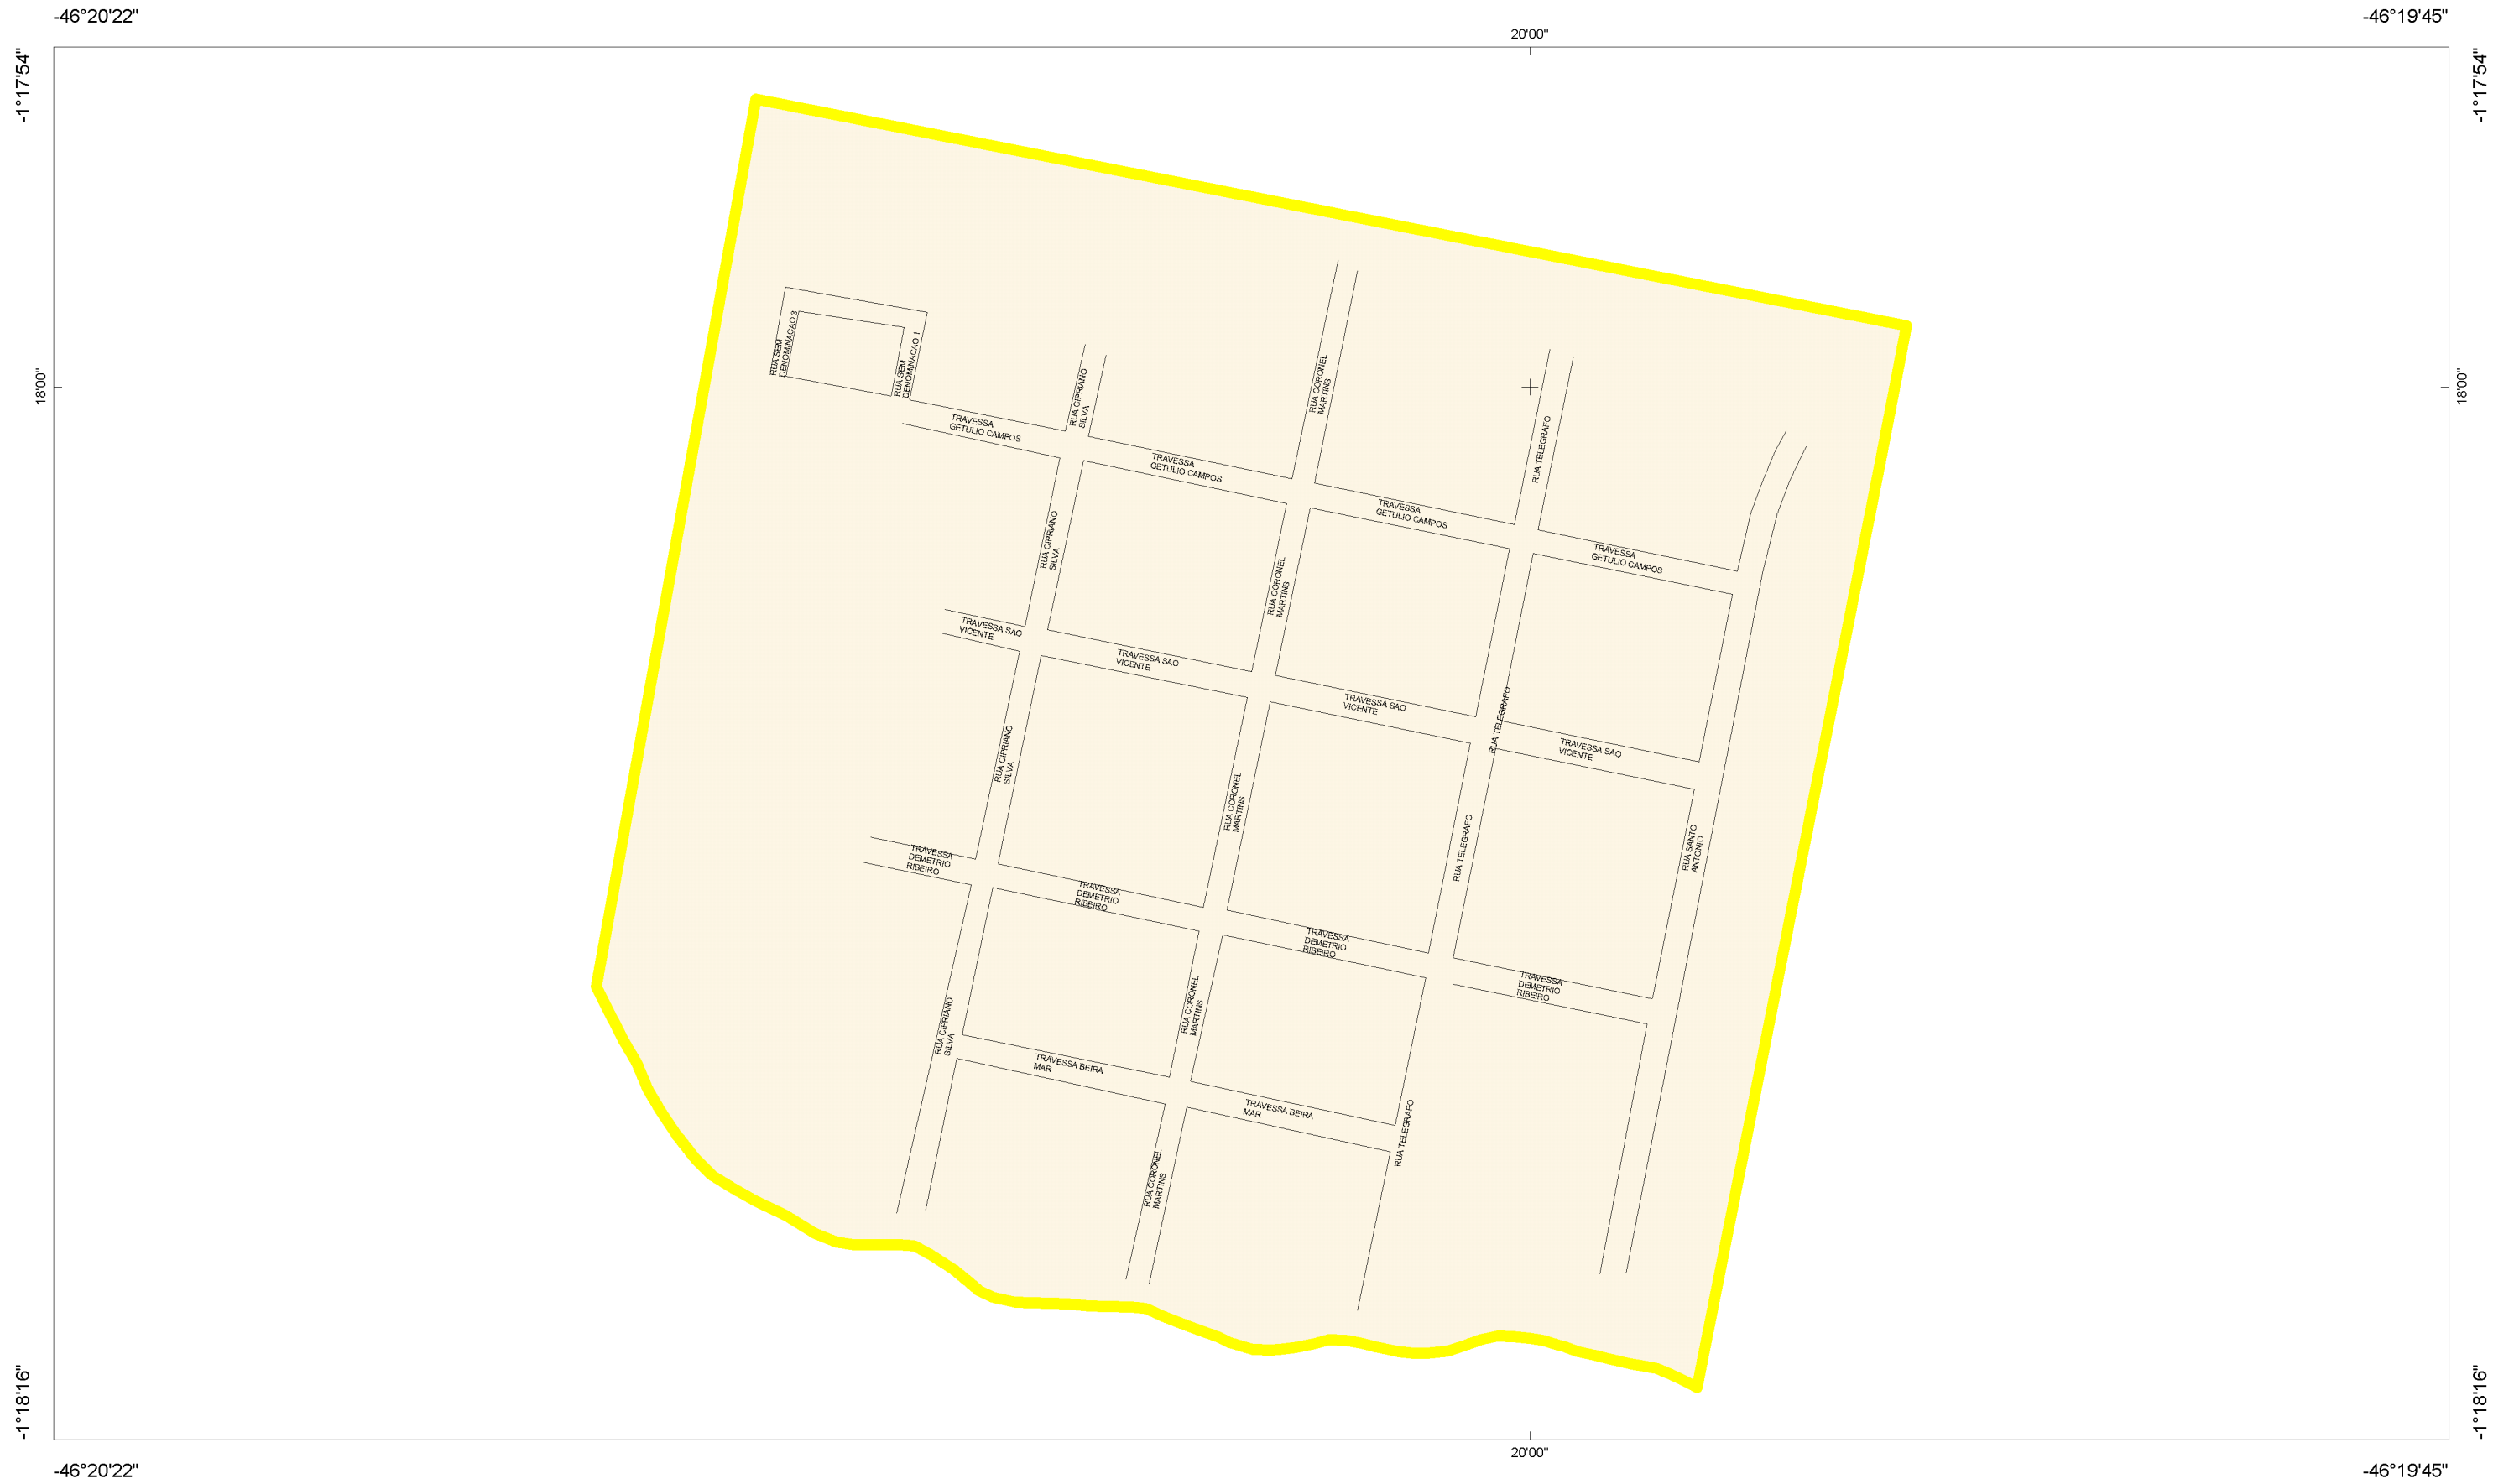 -46°20'22"
-46°19'45"
20'00"
-1°17'54"
-1°17'54"
18'00"
18'00"
RUA SEM
DENOMINACAO 3
RUA SEM
DENOMINACAO 1
RUA CIPRIANO
SILVA
RUA CORONEL
MARTINS
RUA TELEGRAFO
TRAVESSA
GETULIO CAMPOS
TRAVESSA
GETULIO CAMPOS
TRAVESSA
GETULIO CAMPOS
TRAVESSA
GETULIO CAMPOS
RUA CIPRIANO
SILVA
RUA CORONEL
MARTINS
TRAVESSA SAO
VICENTE
TRAVESSA SAO
VICENTE
TRAVESSA SAO
VICENTE
RUA TELEGRAFO
TRAVESSA SAO
VICENTE
RUA CIPRIANO
SILVA
RUA CORONEL
MARTINS
RUA TELEGRAFO
RUA SANTO
ANTONIO
TRAVESSA
DEMETRIO
RIBEIRO
TRAVESSA
DEMETRIO
RIBEIRO
TRAVESSA
DEMETRIO
RIBEIRO
TRAVESSA
DEMETRIO
RIBEIRO
RUA CIPRIANO
SILVA
RUA CORONEL
MARTINS
TRAVESSA BEIRA
MAR
TRAVESSA BEIRA
MAR
RUA TELEGRAFO
RUA CORONEL
MARTINS
-1°18'16"
-1°18'16"
20'00"
-46°20'22"
-46°19'45"